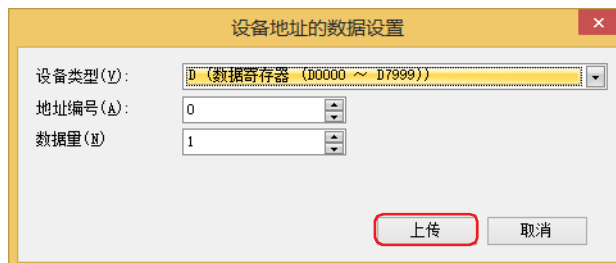 设备地址的数据设置
设备类型(V): D (数据寄存器 (D0000 ～ D7999))
地址编号(A): 0
数据量(N) 1
上传 取消